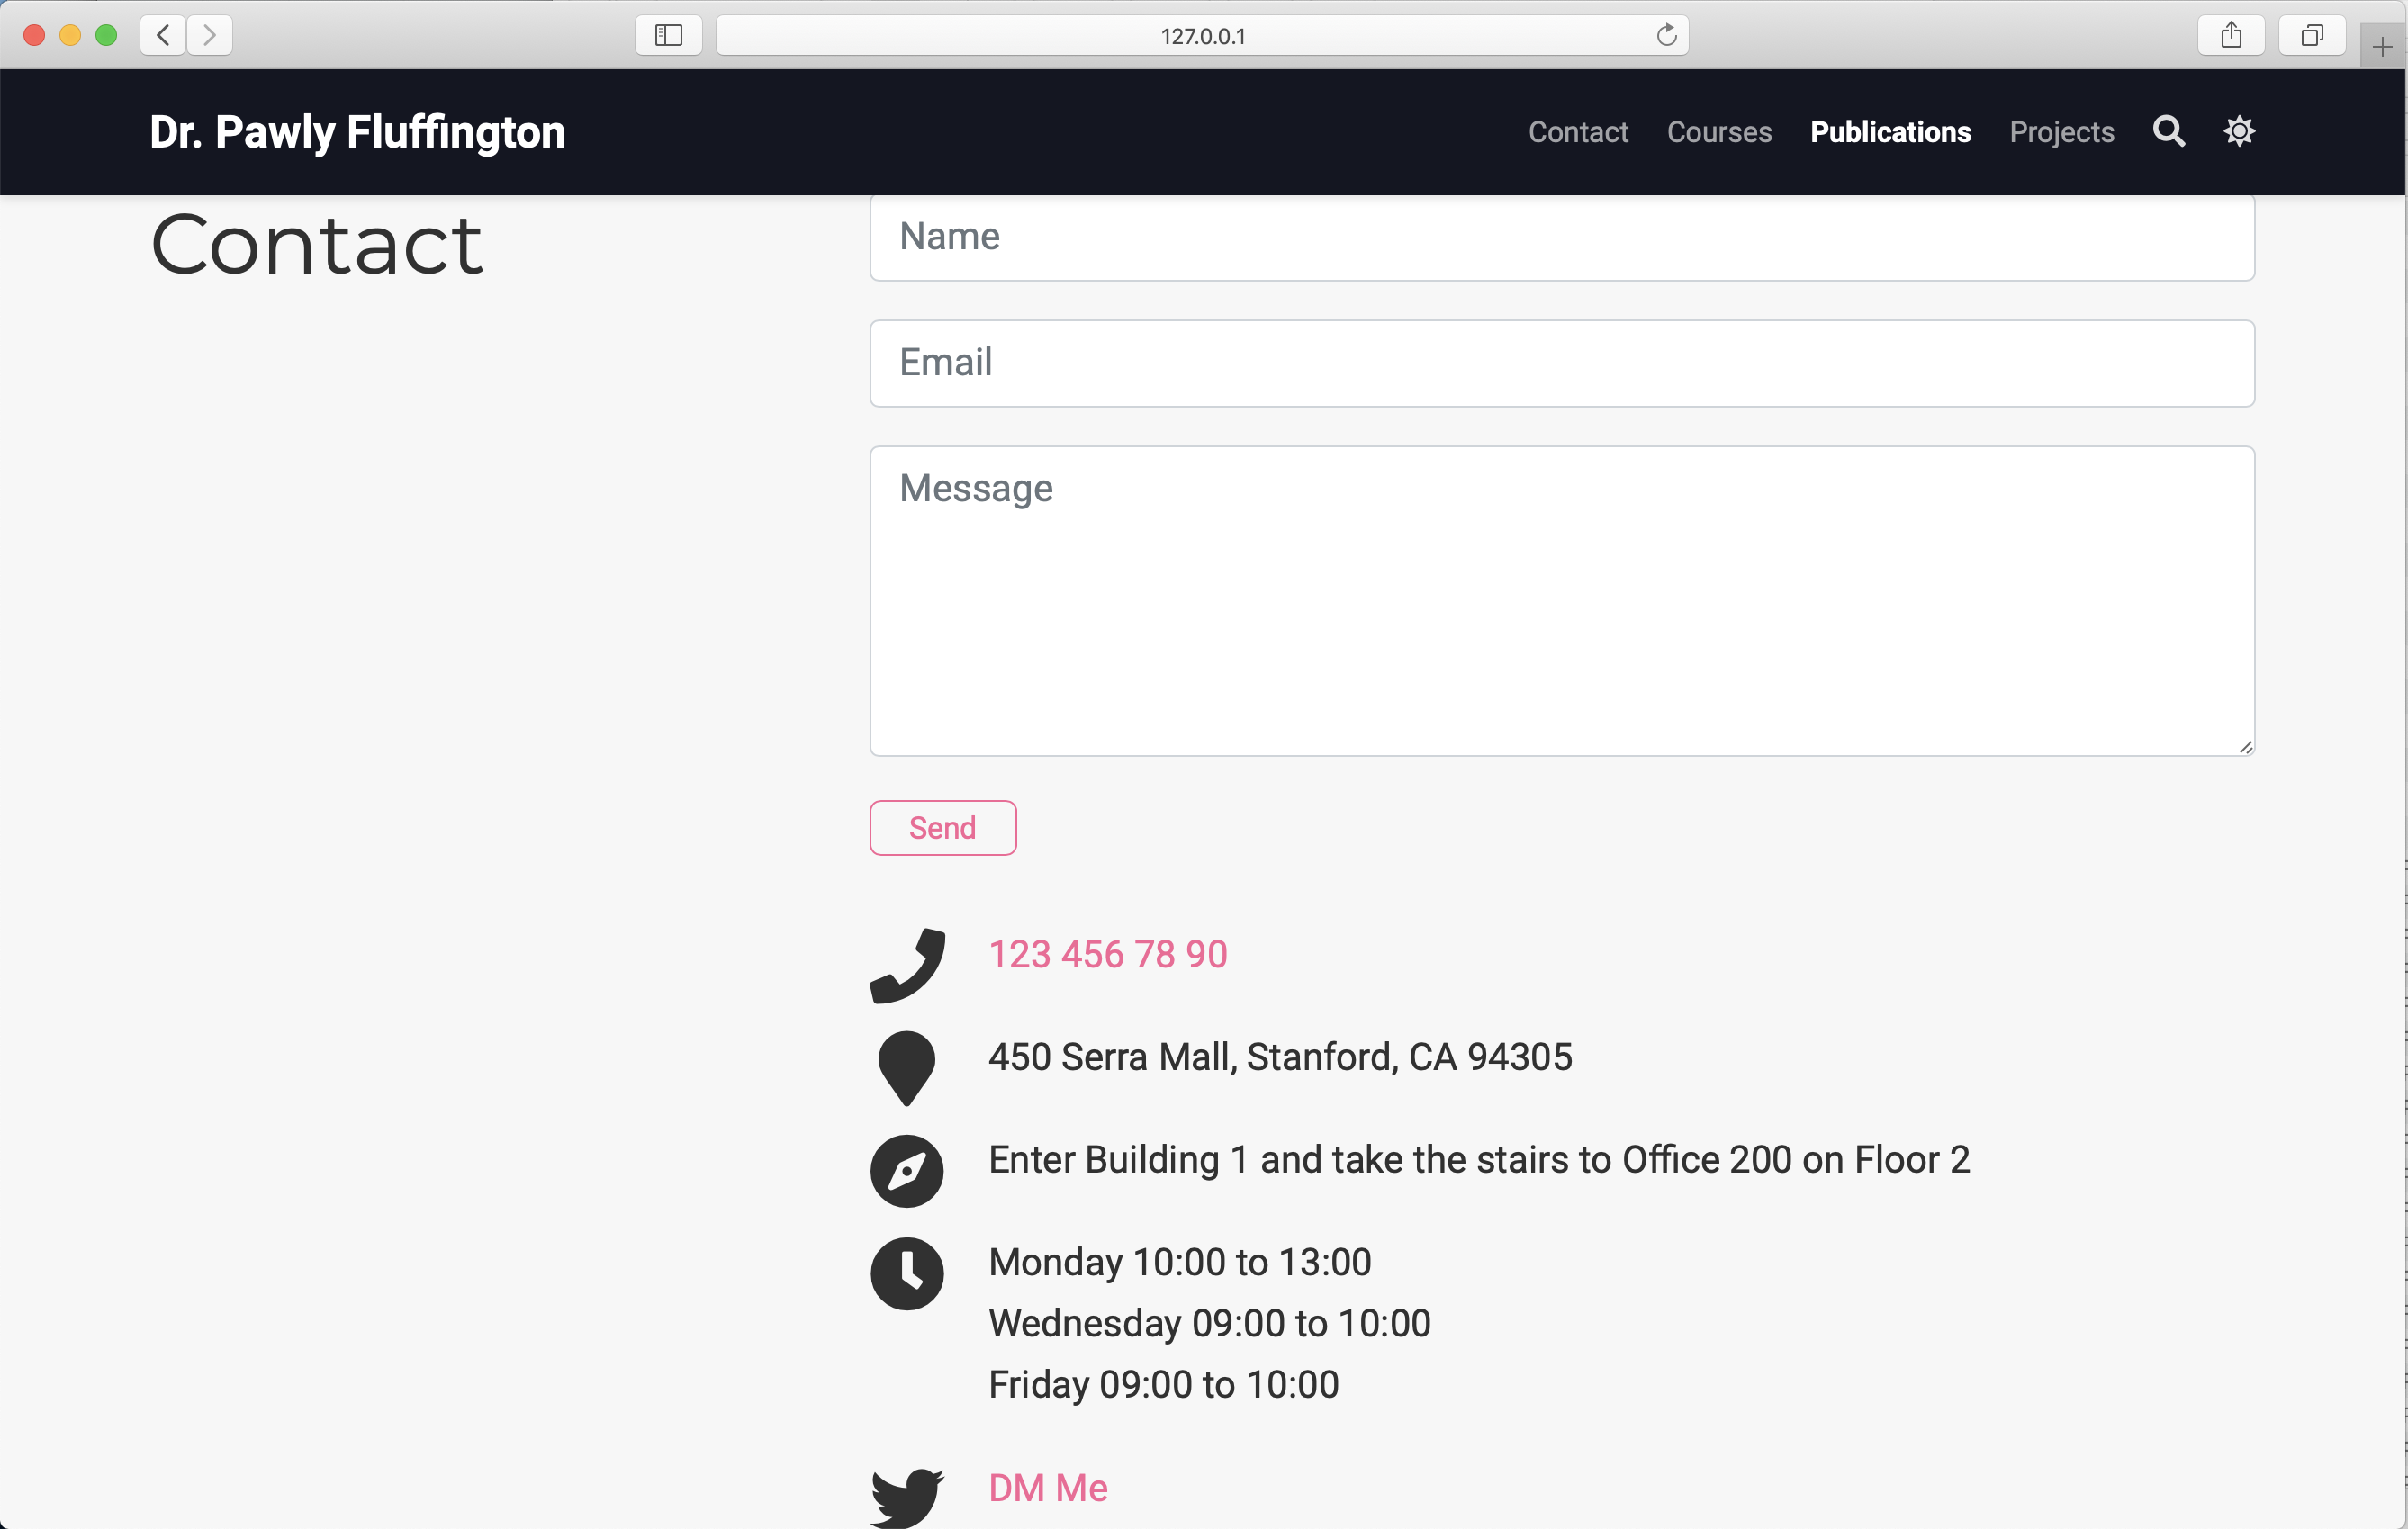 127.0.0.1
Dr. Pawly Fluffington
Contact Courses Publications Projects
Contact
Name
Email
Message
Send
123 456 78 90
450 Serra Mall, Stanford, CA 94305
Enter Building 1 and take the stairs to Office 200 on Floor 2
Monday 10:00 to 13:00
Wednesday 09:00 to 10:00
Friday 09:00 to 10:00
DM Me